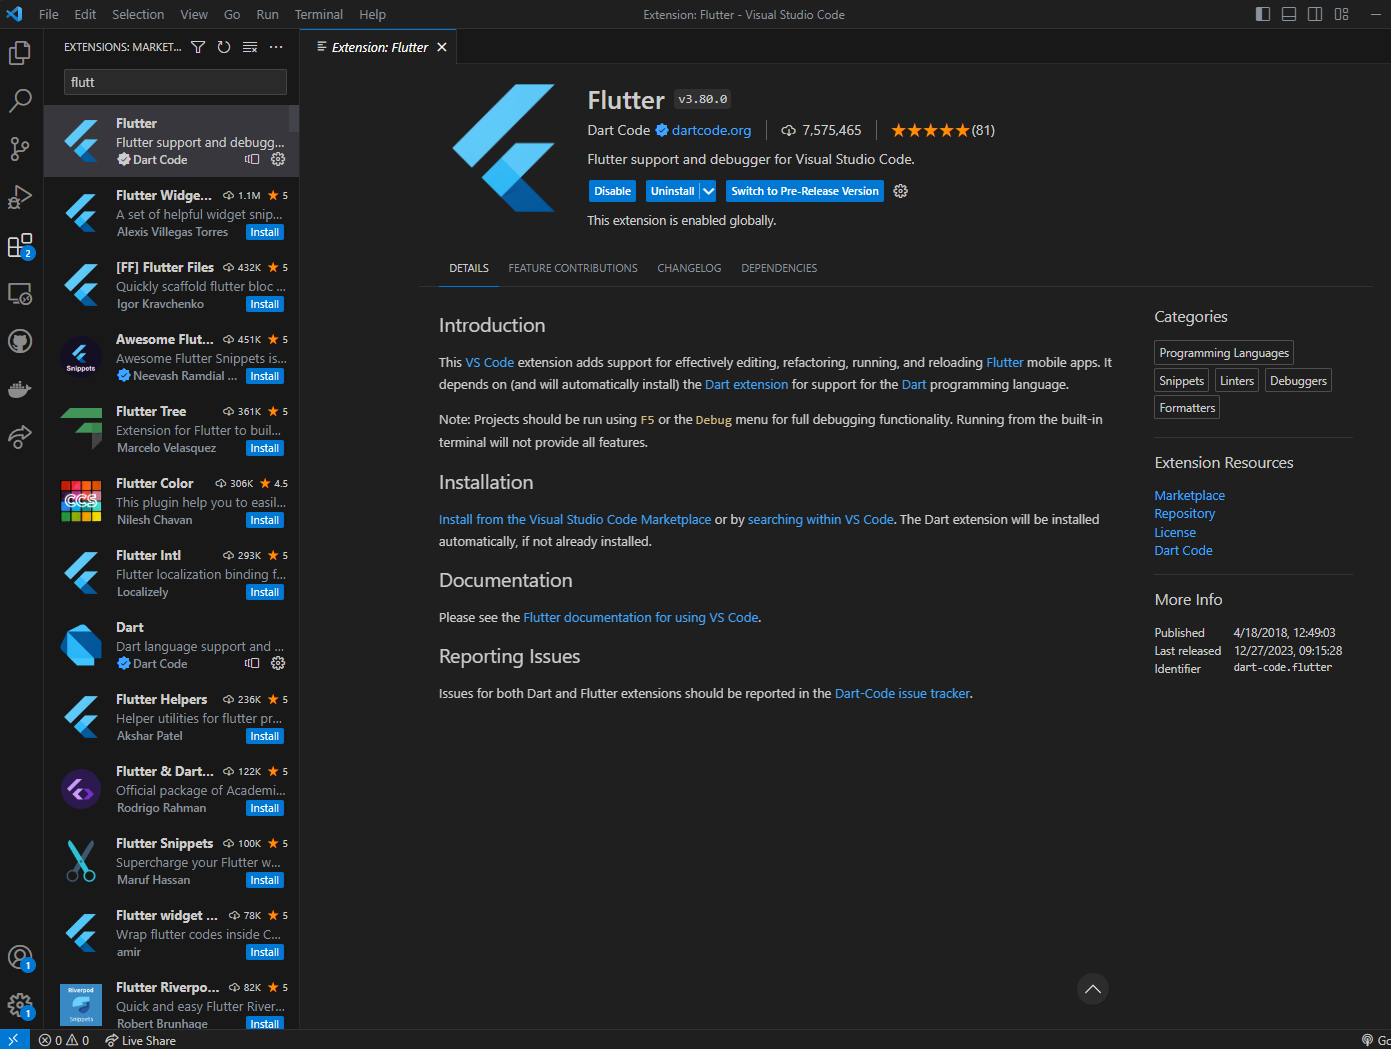 File Edit Selection View Go Run Terminal Help
Extension: Flutter - Visual Studio Code
EXTENSIONS: MARKET...
flutt
Flutter
Flutter support and debugg...
Dart Code
Flutter Widge... 1.1M ★ 5
A set of helpful widget snip...
Alexis Villegas Torres Install
[FF] Flutter Files 432K ★ 5
Quickly scaffold flutter bloc ...
Igor Kravchenko Install
Awesome Flut... 451K ★ 5
Awesome Flutter Snippets is...
Neevash Ramdial ... Install
Snippets
Flutter Tree 361K ★ 5
Extension for Flutter to buil...
Marcelo Velasquez Install
Flutter Color 306K ★ 4.5
This plugin help you to easil...
Nilesh Chavan Install
CCS
Flutter Intl 293K ★ 5
Flutter localization binding f...
Localizely Install
Dart
Dart language support and ...
Dart Code
Flutter Helpers 236K ★ 5
Helper utilities for flutter pr...
Akshar Patel Install
Flutter & Dart... 122K ★ 5
Official package of Academi...
Rodrigo Rahman Install
Flutter Snippets 100K ★ 5
Supercharge your Flutter w...
Maruf Hassan Install
Flutter widget ... 78K ★ 5
Wrap flutter codes inside C...
amir Install
Flutter Riverpo... 82K ★ 5
Quick and easy Flutter River...
Robert Brunhage Install
Riverpod
Snippets
2
1
1
Extension: Flutter
Flutter v3.80.0
Dart Code dartcode.org 7,575,465 ★★★★★(81)
Flutter support and debugger for Visual Studio Code.
Disable Uninstall Switch to Pre-Release Version
This extension is enabled globally.
DETAILS FEATURE CONTRIBUTIONS CHANGELOG DEPENDENCIES
Introduction
This VS Code extension adds support for effectively editing, refactoring, running, and reloading Flutter mobile apps. It
depends on (and will automatically install) the Dart extension for support for the Dart programming language.
Note: Projects should be run using F5 or the Debug menu for full debugging functionality. Running from the built-in
terminal will not provide all features.
Installation
Install from the Visual Studio Code Marketplace or by searching within VS Code. The Dart extension will be installed
automatically, if not already installed.
Documentation
Please see the Flutter documentation for using VS Code.
Reporting Issues
Issues for both Dart and Flutter extensions should be reported in the Dart-Code issue tracker.
Categories
Programming Languages
Snippets Linters Debuggers
Formatters
Extension Resources
Marketplace
Repository
License
Dart Code
More Info
Published 4/18/2018, 12:49:03
Last released 12/27/2023, 09:15:28
Identifier dart-code.flutter
0 0 Live Share
Go